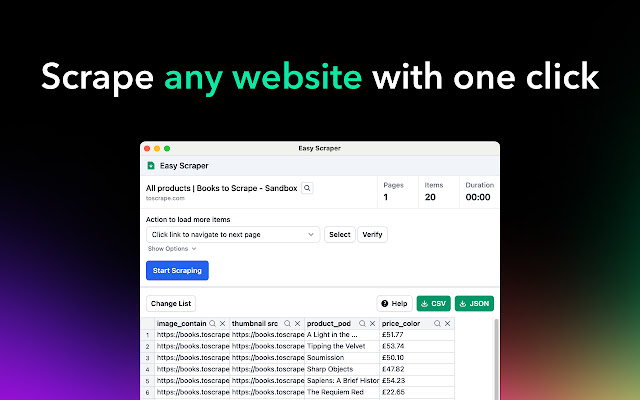 Scrape any website with one click
Easy Scraper
Easy Scraper
All products | Books to Scrape - Sandbox
toscrape.com
Pages
1
Items
20
Duration
00:00
Action to load more items
Click link to navigate to next page
Select
Verify
Show Options
Start Scraping
Change List
Help
CSV
JSON
image_contain thumbnail src product_pod price_color
1 https://books.toscrape https://books.toscrape A Light in the ... £51.77
2 https://books.toscrape https://books.toscrape Tipping the Velvet £53.74
3 https://books.toscrape https://books.toscrape Soumission £50.10
4 https://books.toscrape https://books.toscrape Sharp Objects £47.82
5 https://books.toscrape https://books.toscrape Sapiens: A Brief Histor £54.23
6 https://books.toscrape https://books.toscrape The Requiem Red £22.65